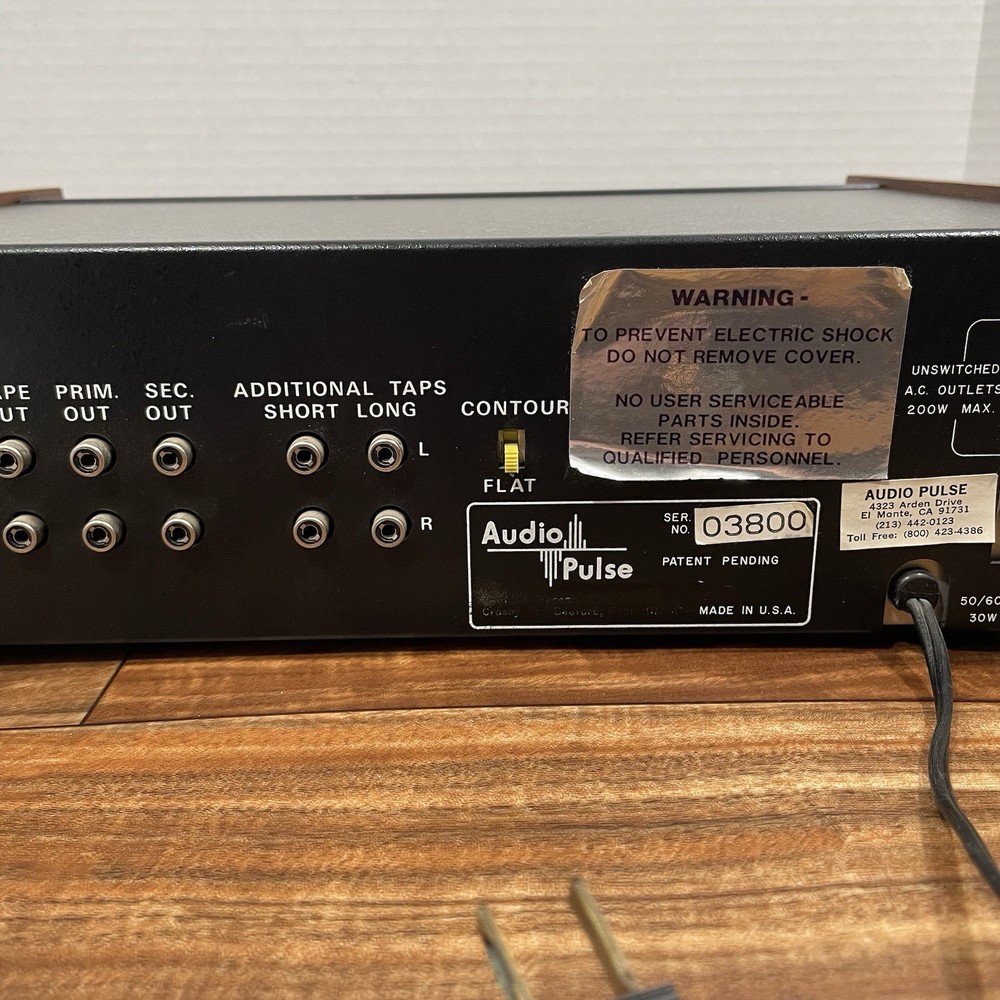 PRIM.
OUT
SEC.
OUT
ADDITIONAL TAPS
SHORT LONG
L
R
CONTOUR
FLAT
WARNING -
TO PREVENT ELECTRIC SHOCK
DO NOT REMOVE COVER.
NO USER SERVICEABLE
PARTS INSIDE.
REFER SERVICING TO
QUALIFIED PERSONNEL.
UNSWITCHED
A.C. OUTLETS
200W MAX.
AUDIO PULSE
4323 Arden Drive
El Monte, CA 91731
(213) 442-0123
Toll Free: (800) 423-4386
Audio
Pulse
SER.
NO.
03800
PATENT PENDING
MADE IN U.S.A.
50/60
30W